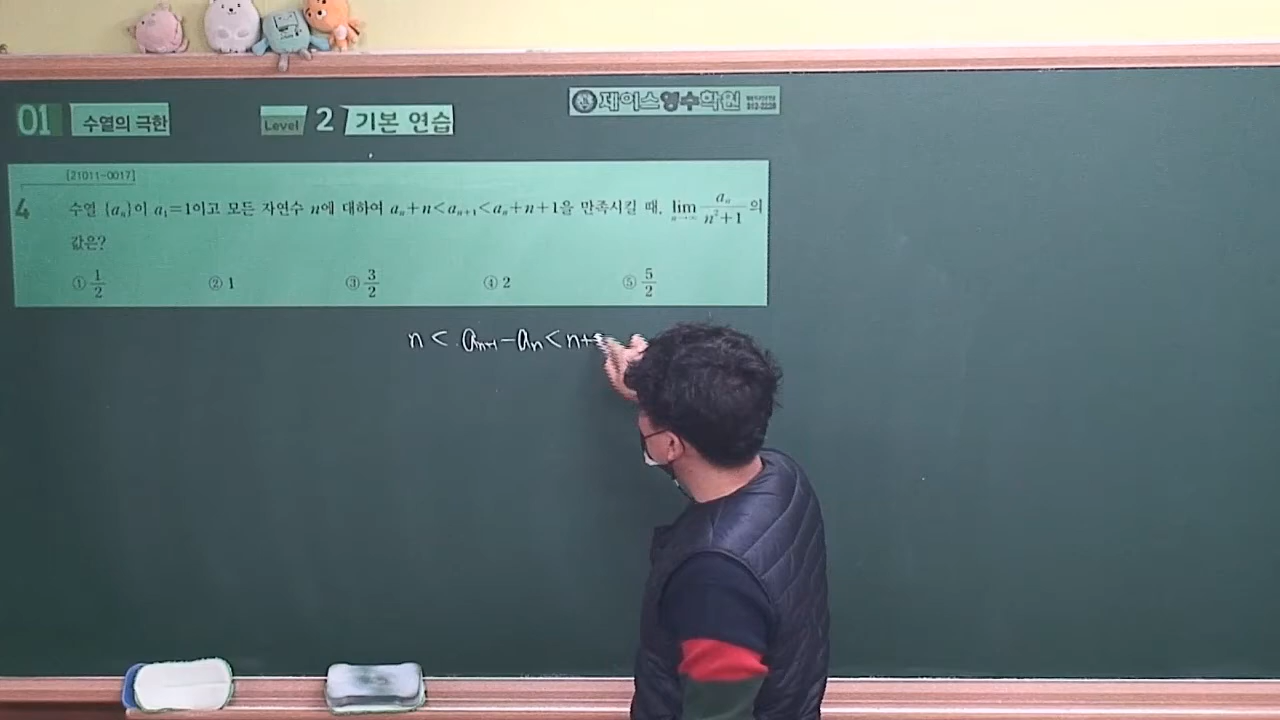 01 수열의 극한 Level 2 기본 연습 제이스영수학원
[21011-0017]
4 수열 {aₙ}이 a₁=1이고 모든 자연수 n에 대하여 aₙ+n<aₙ₊₁<aₙ+n+1을 만족시킬 때, lim n→∞ aₙ/(n²+1) 의
값은?
① 1/2 ② 1 ③ 3/2 ④ 2 ⑤ 5/2
n < aₙ₊₁ - aₙ < n+